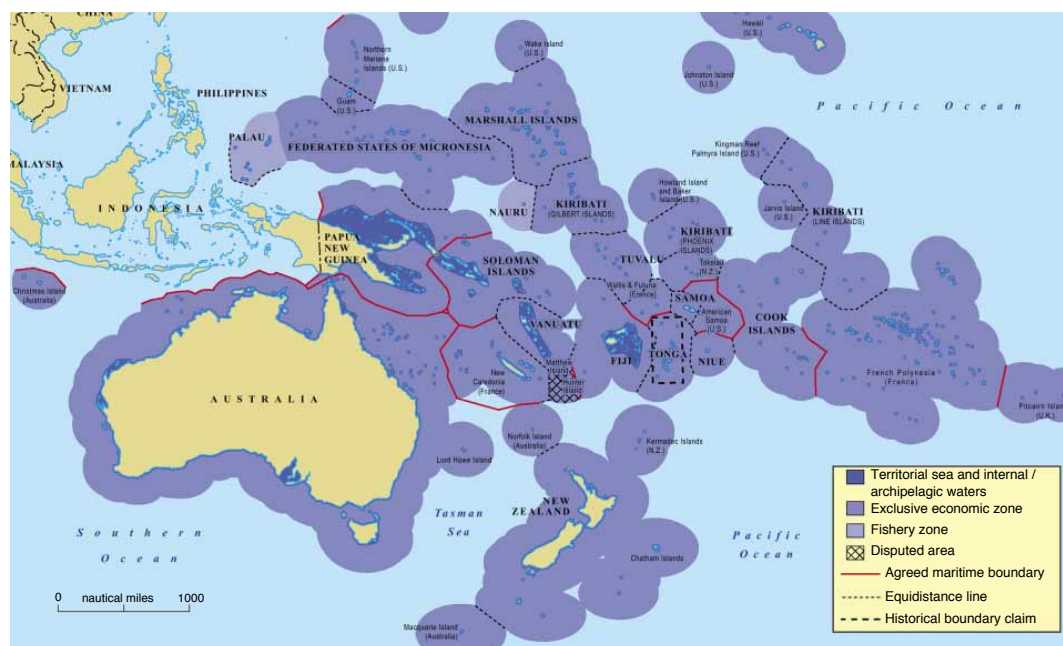 CHINA
VIETNAM
MALAYSIA
PHILIPPINES
INDONESIA
PALAU
Northern
Mariana
Islands (U.S.)
Guam
(U.S.)
FEDERATED STATES OF MICRONESIA
Wake Island
(U.S.)
MARSHALL ISLANDS
Hawaii
(U.S.)
Johnston Island
(U.S.)
Pacific Ocean
Kingman Reef
Palmyra Island (U.S.)
Howland Island
and Baker
Island (U.S.)
Jarvis Island
(U.S.)
KIRIBATI
(LINE ISLANDS)
NAURU
KIRIBATI
(GILBERT ISLANDS)
KIRIBATI
(PHOENIX
ISLANDS)
PAPUA
NEW
GUINEA
SOLOMAN
ISLANDS
TUVALU
Tokelau
(N.Z.)
Wallis & Futuna
(France)
SAMOA
American
Samoa
(U.S.)
COOK
ISLANDS
Christmas Island
(Australia)
VANUATU
FIJI
TONGA
NIUE
Matthew
Island
Hunter
Island
New
Caledonia
(France)
French Polynesia
(France)
Pitcairn Island
(U.K.)
AUSTRALIA
Norfolk Island
(Australia)
Kermadec Islands
(N.Z.)
Lord Howe Island
NEW
ZEALAND
Tasman
Sea
Southern
Ocean
Pacific
Ocean
Chatham Islands
Macquarie Island
(Australia)
0 nautical miles 1000
Territorial sea and internal /
archipelagic waters
Exclusive economic zone
Fishery zone
Disputed area
Agreed maritime boundary
Equidistance line
Historical boundary claim